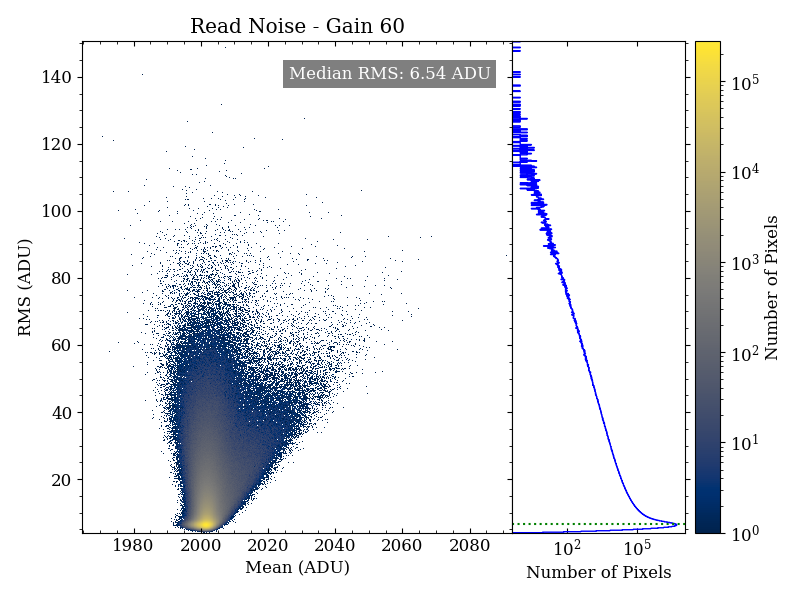 Read Noise - Gain 60
Median RMS: 6.54 ADU
RMS (ADU)
140
120
100
80
60
40
20
1980 2000 2020 2040 2060 2080
Mean (ADU)
10² 10⁵
Number of Pixels
10⁵
10⁴
10³
10²
10¹
10⁰
Number of Pixels